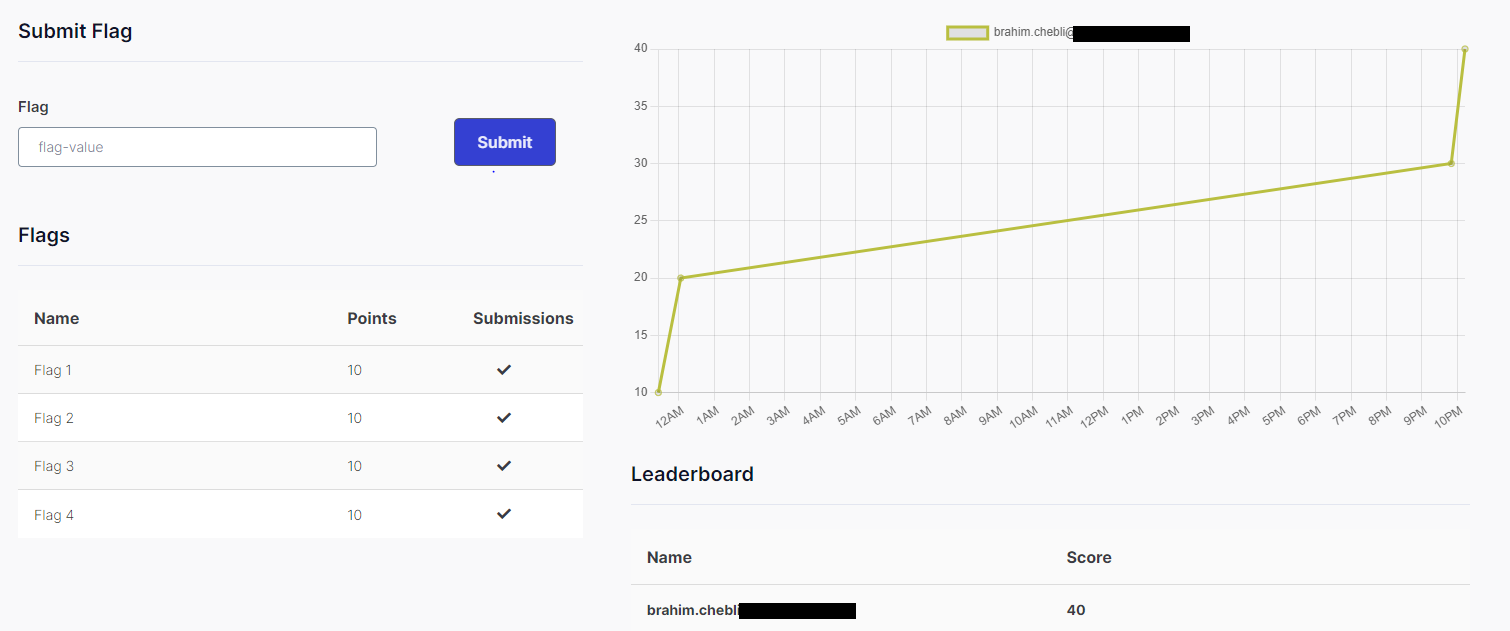 Submit Flag
Flag
flag-value
Submit
Flags
Name Points Submissions
Flag 1 10
Flag 2 10
Flag 3 10
Flag 4 10
brahim.chebli@
40
35
30
25
20
15
10
12AM 1AM 2AM 3AM 4AM 5AM 6AM 7AM 8AM 9AM 10AM 11AM 12PM 1PM 2PM 3PM 4PM 5PM 6PM 7PM 8PM 9PM 10PM
Leaderboard
Name Score
brahim.chebli 40